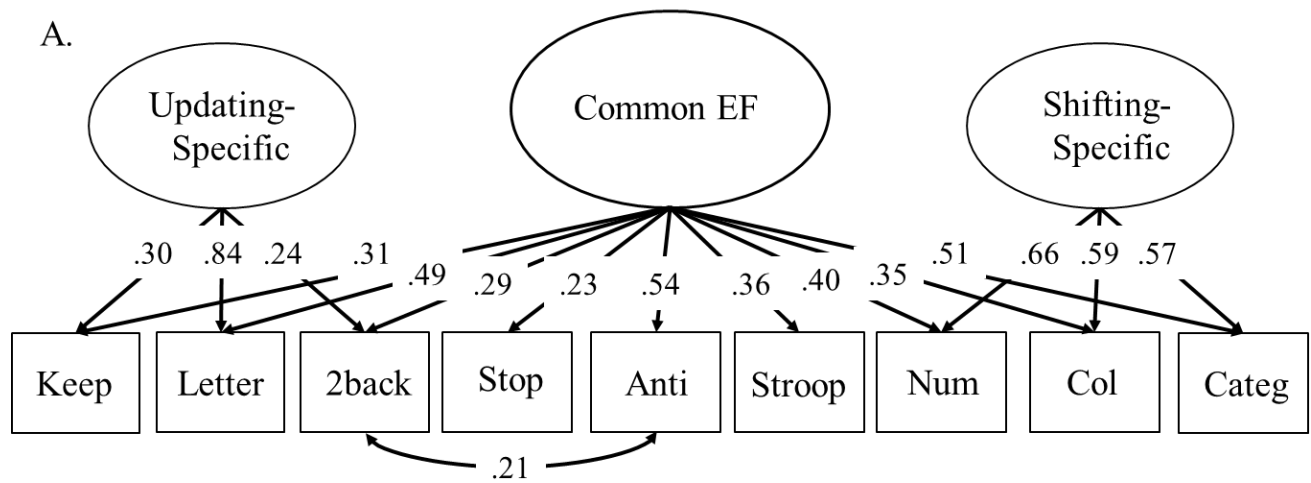 A.
Updating-
Specific
Common EF
Shifting-
Specific
.30 .84 .24 .31 .49 .29 .23 .54 .36 .40 .35 .51 .66 .59 .57
Keep Letter 2back Stop Anti Stroop Num Col Categ
.21